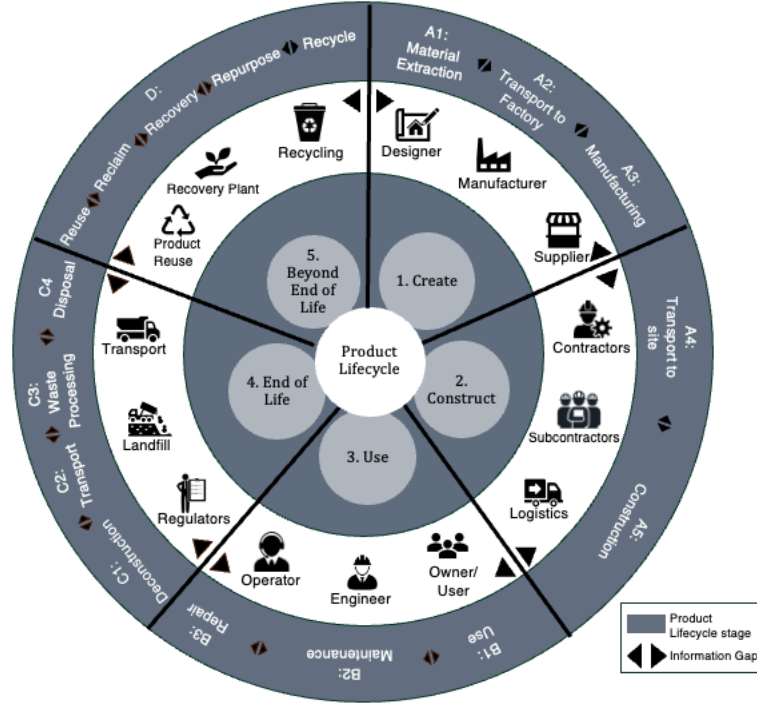 A1:
Material
Extraction
A2:
Transport to
Factory
A3:
Manufacturing
A4:
Transport to
site
A5:
Construction
B1:
Use
B2:
Maintenance
B3:
Repair
C1:
Deconstruction
C2:
Transport
C3:
Waste
Processing
C4
Disposal
D:
Reuse
Reclaim
Recovery
Repurpose
Recycle
Designer
Manufacturer
Supplier
Contractors
Subcontractors
Logistics
Owner/
User
Engineer
Operator
Regulators
Landfill
Transport
Product
Reuse
Recovery Plant
Recycling
1. Create
2.
Construct
3. Use
4. End of
Life
5.
Beyond
End of
Life
Product
Lifecycle
Product
Lifecycle stage
Information Gap